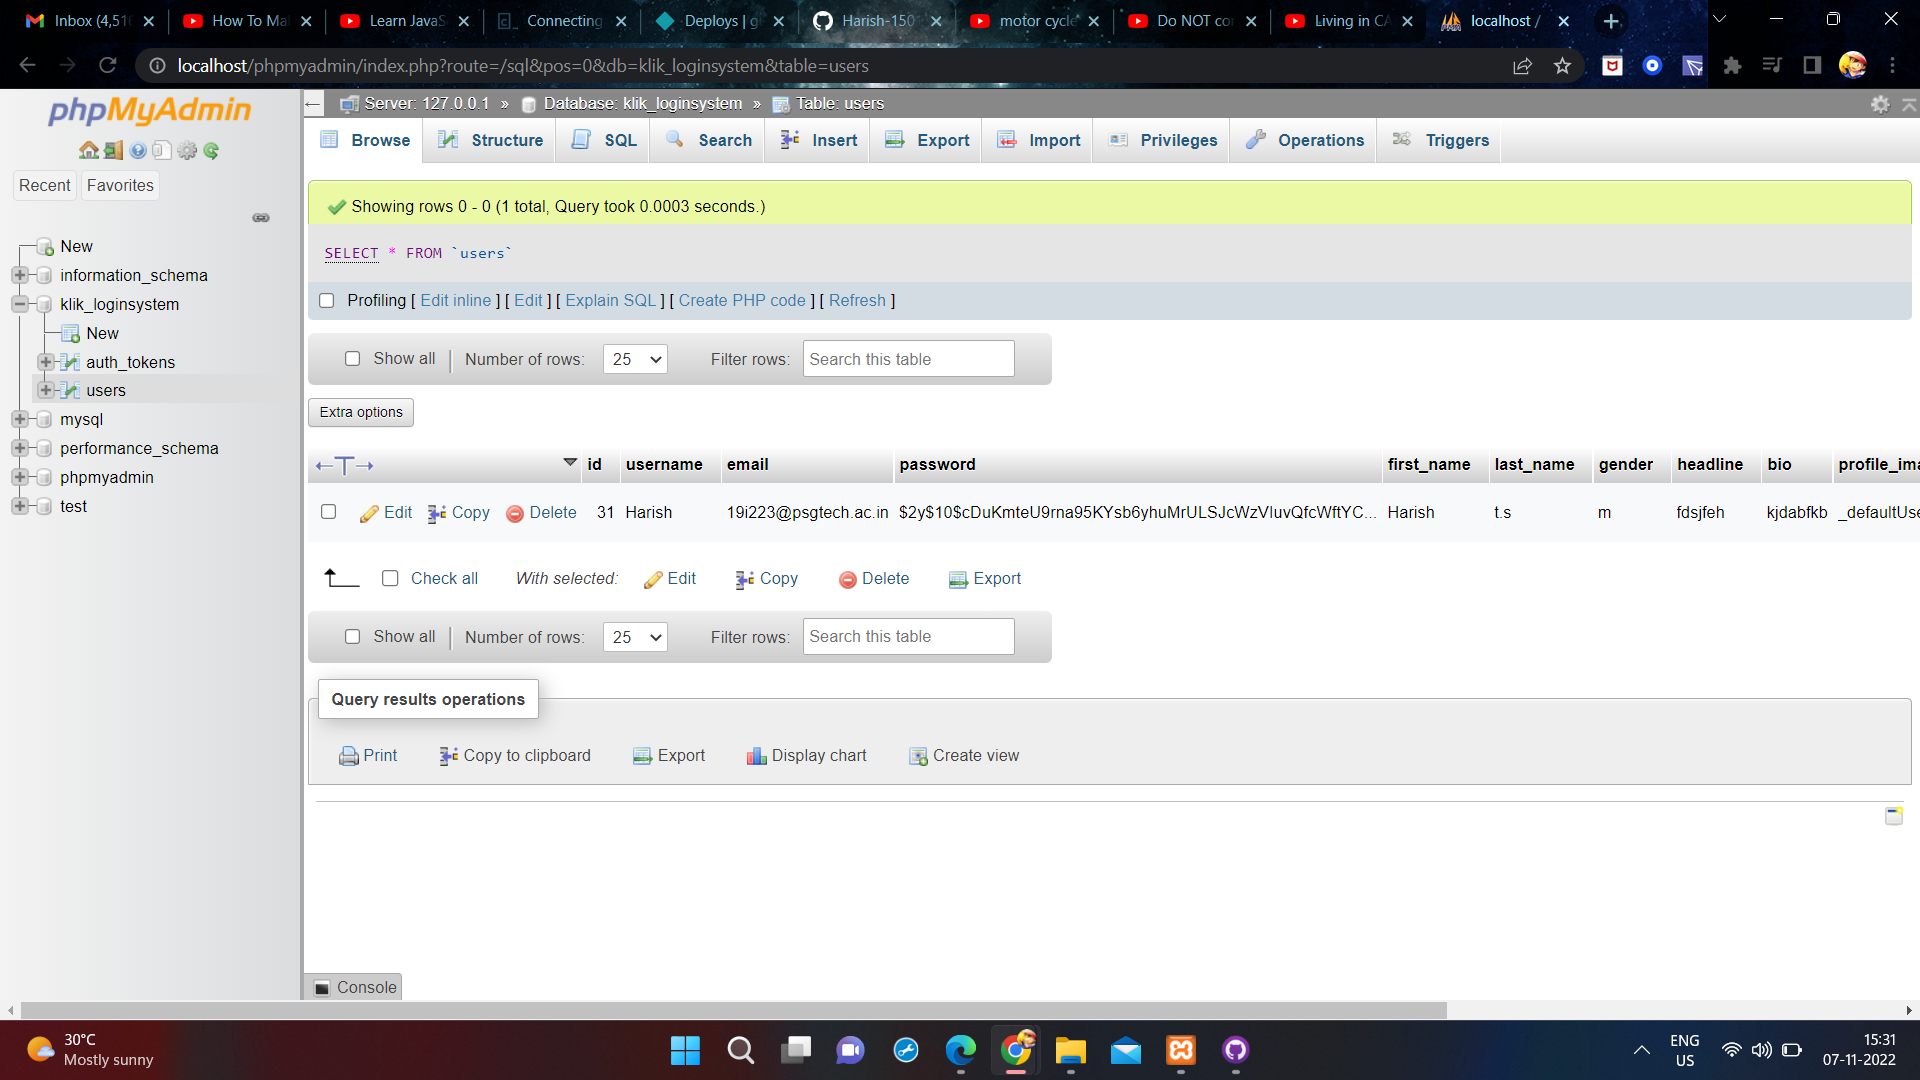 Inbox (4,516
How To Mal
Learn JavaS
Connecting
Deploys | g
Harish-150
motor cycle
Do NOT co
Living in CA
localhost /
localhost/phpmyadmin/index.php?route=/sql&pos=0&db=klik_loginsystem&table=users
phpMyAdmin
Recent Favorites
New
information_schema
klik_loginsystem
New
auth_tokens
users
mysql
performance_schema
phpmyadmin
test
Server: 127.0.0.1 » Database: klik_loginsystem » Table: users
Browse Structure SQL Search Insert Export Import Privileges Operations Triggers
Showing rows 0 - 0 (1 total, Query took 0.0003 seconds.)
SELECT * FROM `users`
Profiling [ Edit inline ] [ Edit ] [ Explain SQL ] [ Create PHP code ] [ Refresh ]
Show all Number of rows: 25 Filter rows: Search this table
Extra options
←T→ id username email password first_name last_name gender headline bio profile_ima
Edit Copy Delete 31 Harish 19i223@psgtech.ac.in $2y$10$cDuKmteU9rna95KYsb6yhuMrULSJcWzVIuvQfcWftYC... Harish t.s m fdsjfeh kjdabfkb _defaultUse
Check all With selected: Edit Copy Delete Export
Show all Number of rows: 25 Filter rows: Search this table
Query results operations
Print Copy to clipboard Export Display chart Create view
Console
30°C
Mostly sunny
ENG
US
15:31
07-11-2022